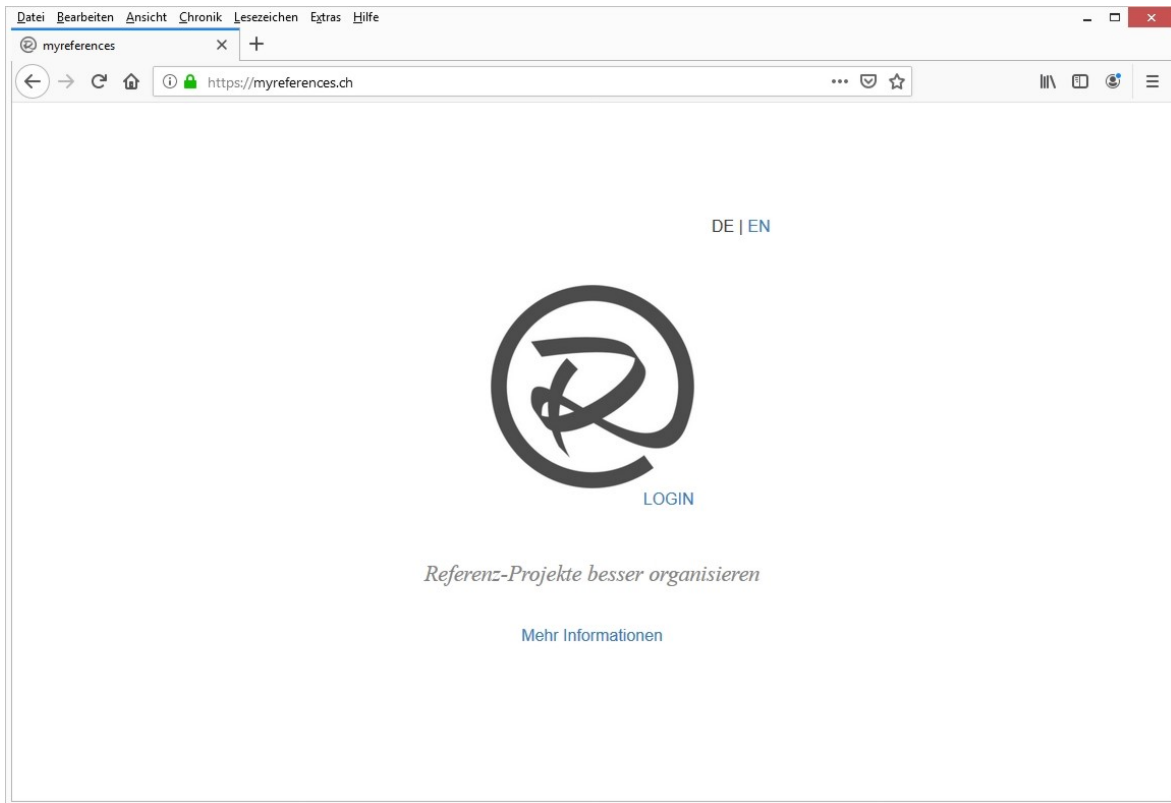 Datei Bearbeiten Ansicht Chronik Lesezeichen Extras Hilfe
myreferences
https://myreferences.ch
DE | EN
R
LOGIN
Referenz-Projekte besser organisieren
Mehr Informationen